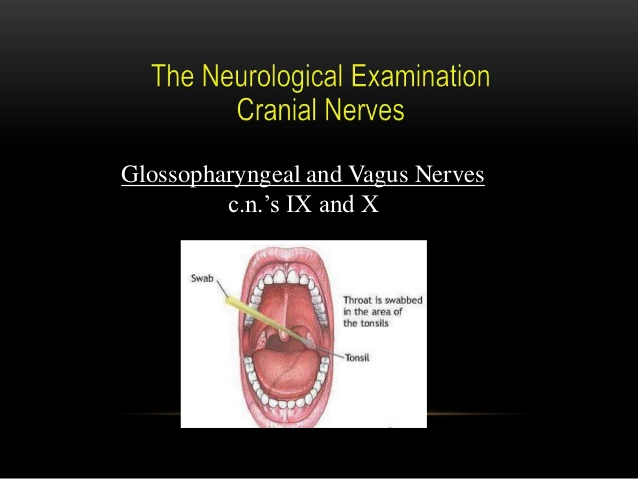 The Neurological Examination
Cranial Nerves
Glossopharyngeal and Vagus Nerves
c.n.’s IX and X
Swab
Throat is swabbed
in the area of
the tonsils
Tonsil